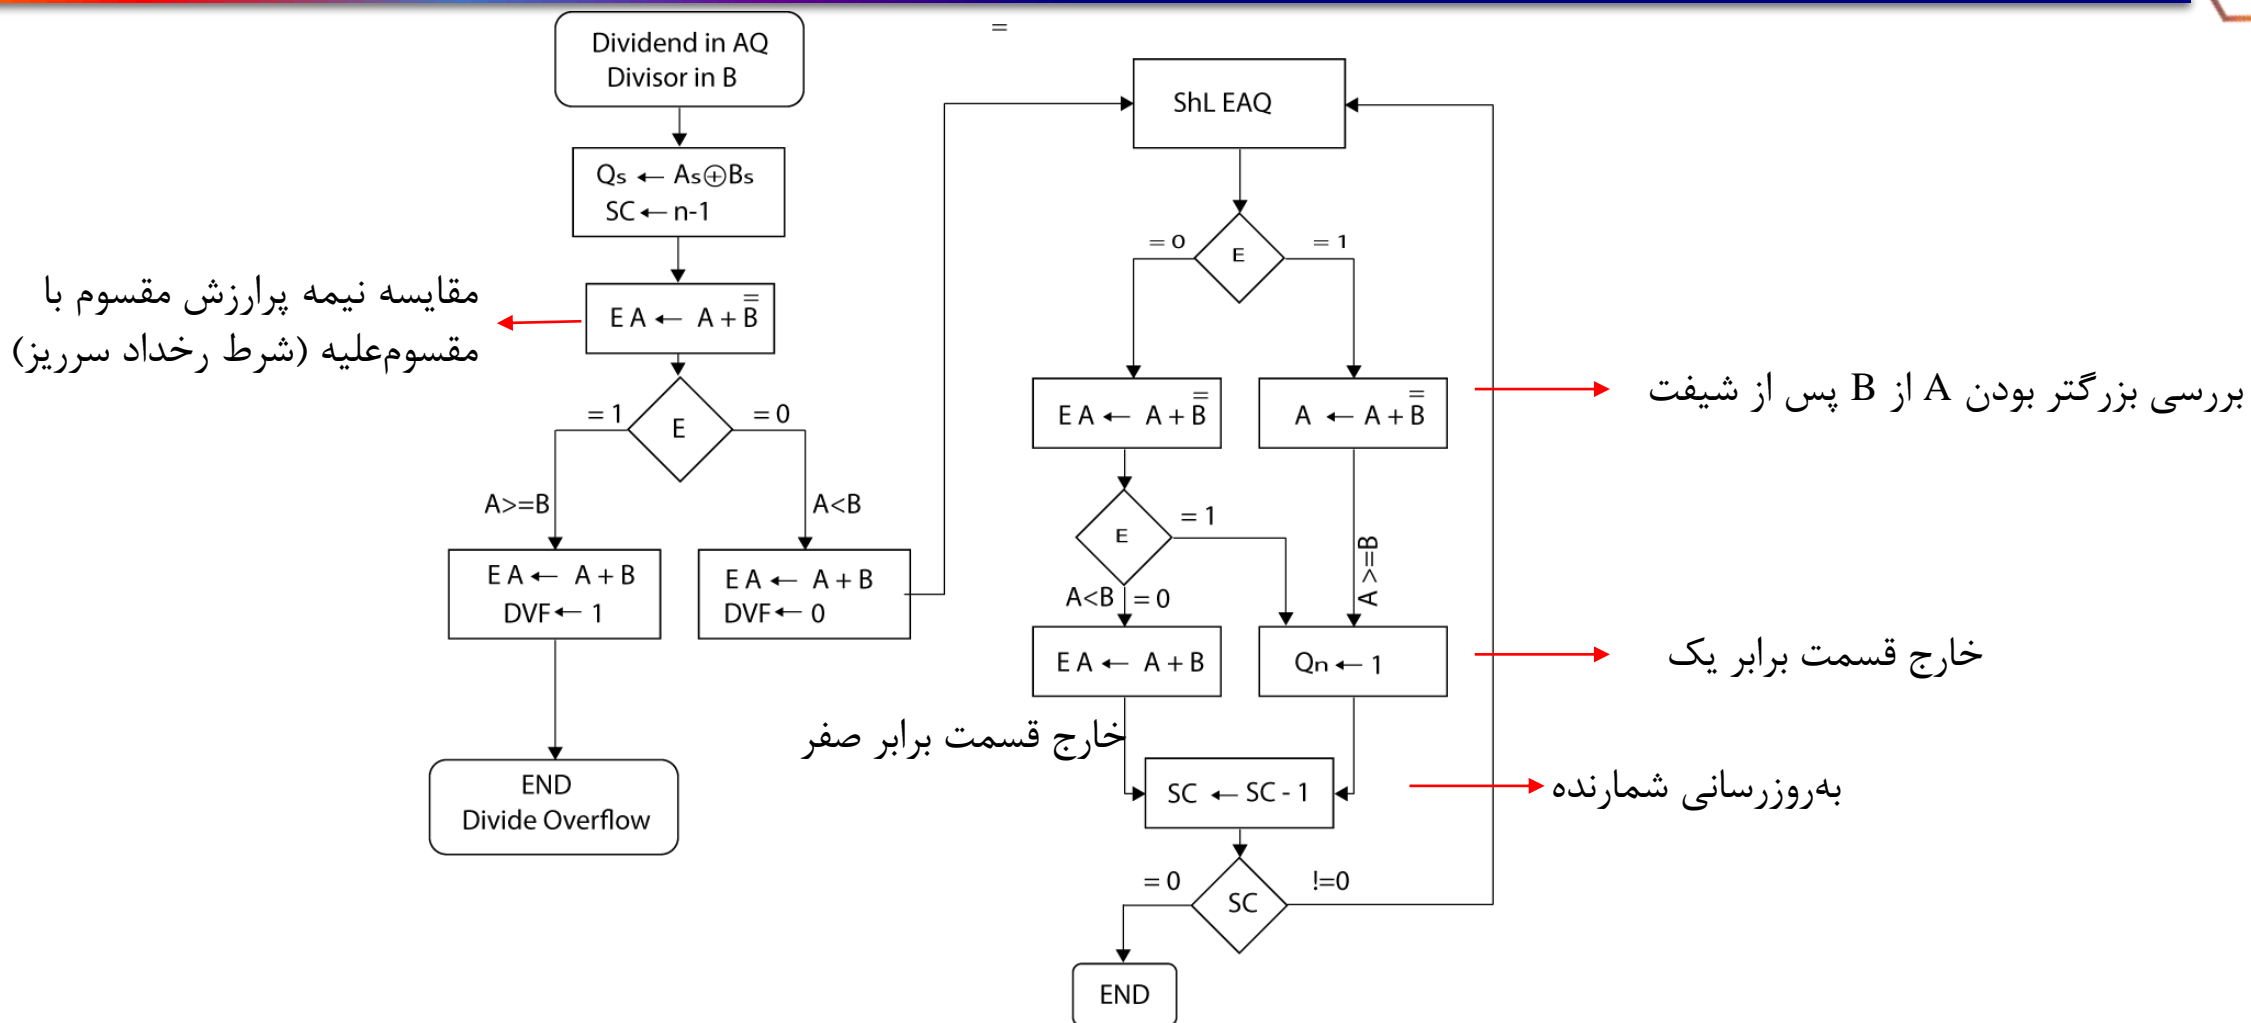 Dividend in AQ
Divisor in B
Qs ← As⊕Bs
SC ← n-1
E A ← A + B̿
مقایسه نیمه پرارزش مقسوم با
مقسوم‌علیه (شرط رخداد سرریز)
E
= 1
= 0
A>=B
A<B
E A ← A + B
DVF ← 1
E A ← A + B
DVF ← 0
END
Divide Overflow
=
ShL EAQ
E
= 0
= 1
E A ← A + B̿
A ← A + B̿
بررسی بزرگتر بودن A از B پس از شیفت
E
= 1
A<B
= 0
A >=B
E A ← A + B
Qn ← 1
خارج قسمت برابر یک
خارج قسمت برابر صفر
SC ← SC - 1
به‌روزرسانی شمارنده
SC
= 0
!=0
END